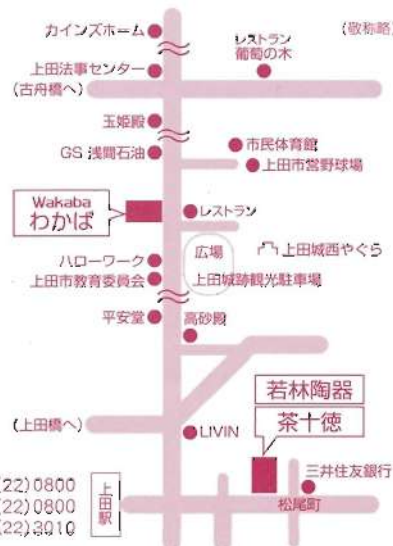 (敬称略)
カインズホーム
レストラン
葡萄の木
上田法事センター
(古舟橋へ)
玉姫殿
市民体育館
GS 浅間石油
上田市営野球場
Wakaba
わかば
レストラン
広場
上田城西やぐら
ハローワーク
上田市教育委員会
上田城跡観光駐車場
平安堂
高砂殿
若林陶器
茶十徳
(上田橋へ)
LIVIN
三井住友銀行
(22)0800
(22)0800
(22)3010
上田駅
松尾町